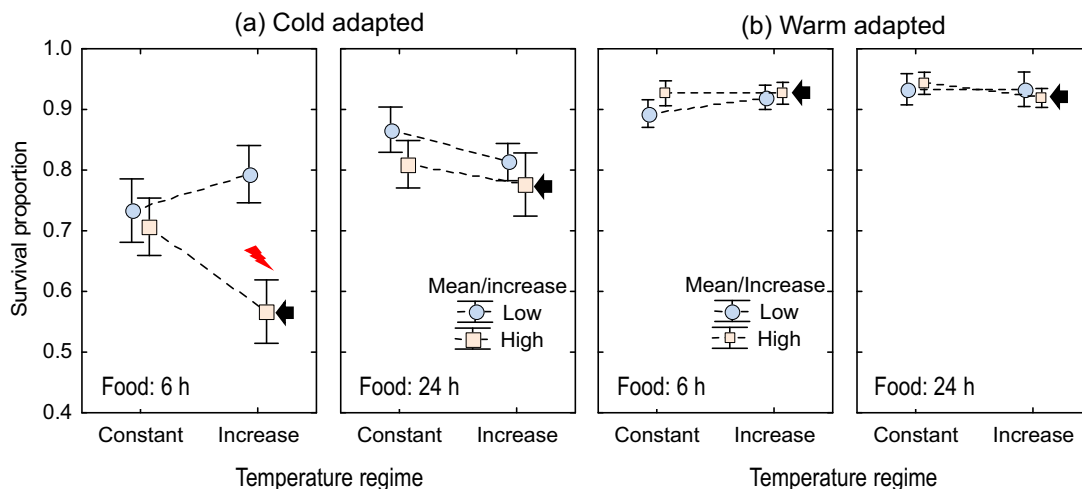 (a) Cold adapted
(b) Warm adapted
Survival proportion
1.0
0.9
0.8
0.7
0.6
0.5
0.4
Mean/increase
Low
High
Mean/Increase
Low
High
Food: 6 h
Food: 24 h
Food: 6 h
Food: 24 h
Constant Increase
Constant Increase
Constant Increase
Constant Increase
Temperature regime
Temperature regime